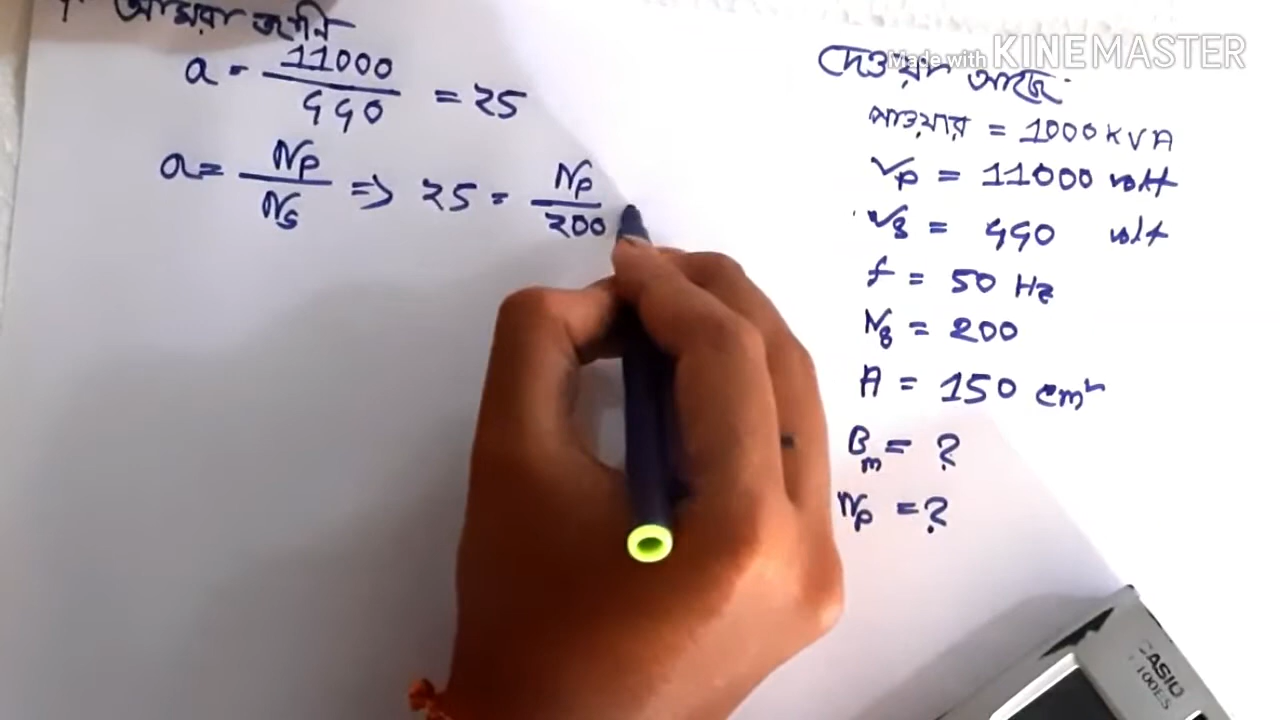 আমরা জানি
a = 11000 / 440 = 25
a = Np / Ns => 25 = Np / 200
Made with KINEMASTER
দেওয়া আছে
পাওয়ার = 1000 KVA
Vp = 11000 volt
Vs = 440 volt
f = 50 Hz
Ns = 200
A = 150 cm²
Bm = ?
Np = ?
CASIO
100ES